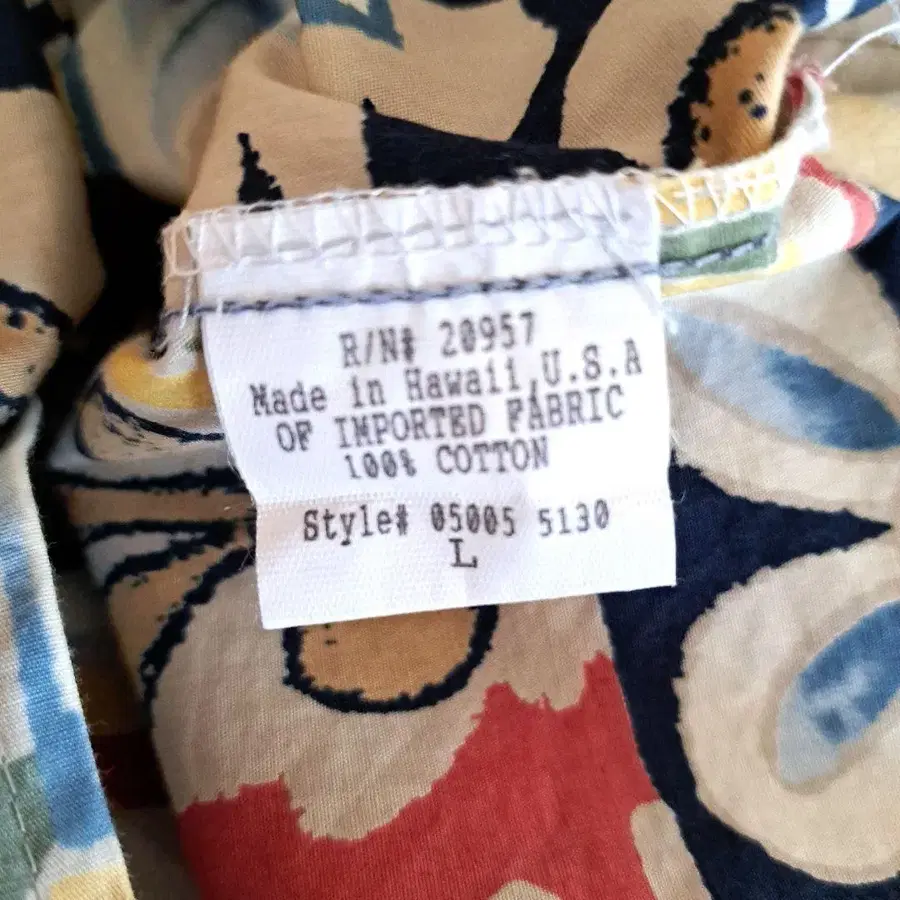 R/N# 20957
Made in Hawaii,U.S.A
OF IMPORTED FABRIC
100% COTTON
Style# 05005 5130
L